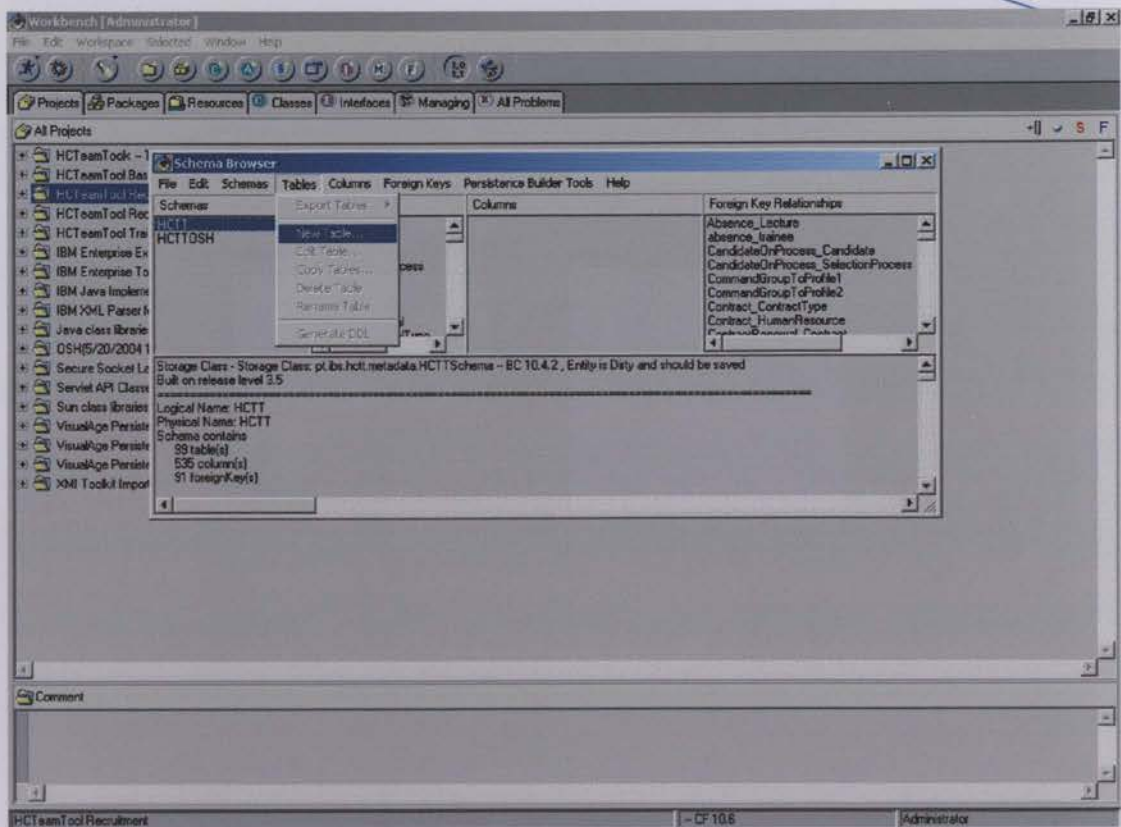 Workbench [Administrator]
File Edit Workspace Selected Window Help
Projects Packages Resources Classes Interfaces Managing All Problems
All Projects
S F
HCTeamTook - 1
HCTeamTool Bas
HCTeamTool Rec
HCTeamTool Rec
HCTeamTool Trai
IBM Enterprise Ex
IBM Enterprise To
IBM Java Impleme
IBM XML Parser f
Java class librarie
OSH(5/20/2004 1
Secure Socket La
Servlet API Classe
Sun class libraries
VisualAge Persiste
VisualAge Persiste
VisualAge Persiste
XMI Toolkit Import
Schema Browser
File Edit Schemas Tables Columns Foreign Keys Persistence Builder Tools Help
Schemas
HCTT
HCTTOSH
Export Tables
New Table...
Edit Table...
Copy Tables...
Delete Table
Rename Table
Generate DDL
cess
Columns
Foreign Key Relationships
Absence_Lecture
absence_trainee
CandidateOnProcess_Candidate
CandidateOnProcess_SelectionProcess
CommandGroupToProfile1
CommandGroupToProfile2
Contract_ContractType
Contract_HumanResource
ContractRenewal_Contract
Storage Class - Storage Class: pt.ibs.hctt.metadata.HCTTSchema – BC 10.4.2 , Entity is Dirty and should be saved
Built on release level 3.5
Logical Name: HCTT
Physical Name: HCTT
Schema contains
99 table(s)
535 column(s)
91 foreignKey(s)
Comment
HCTeamTool Recruitment
– CF 10.6
Administrator